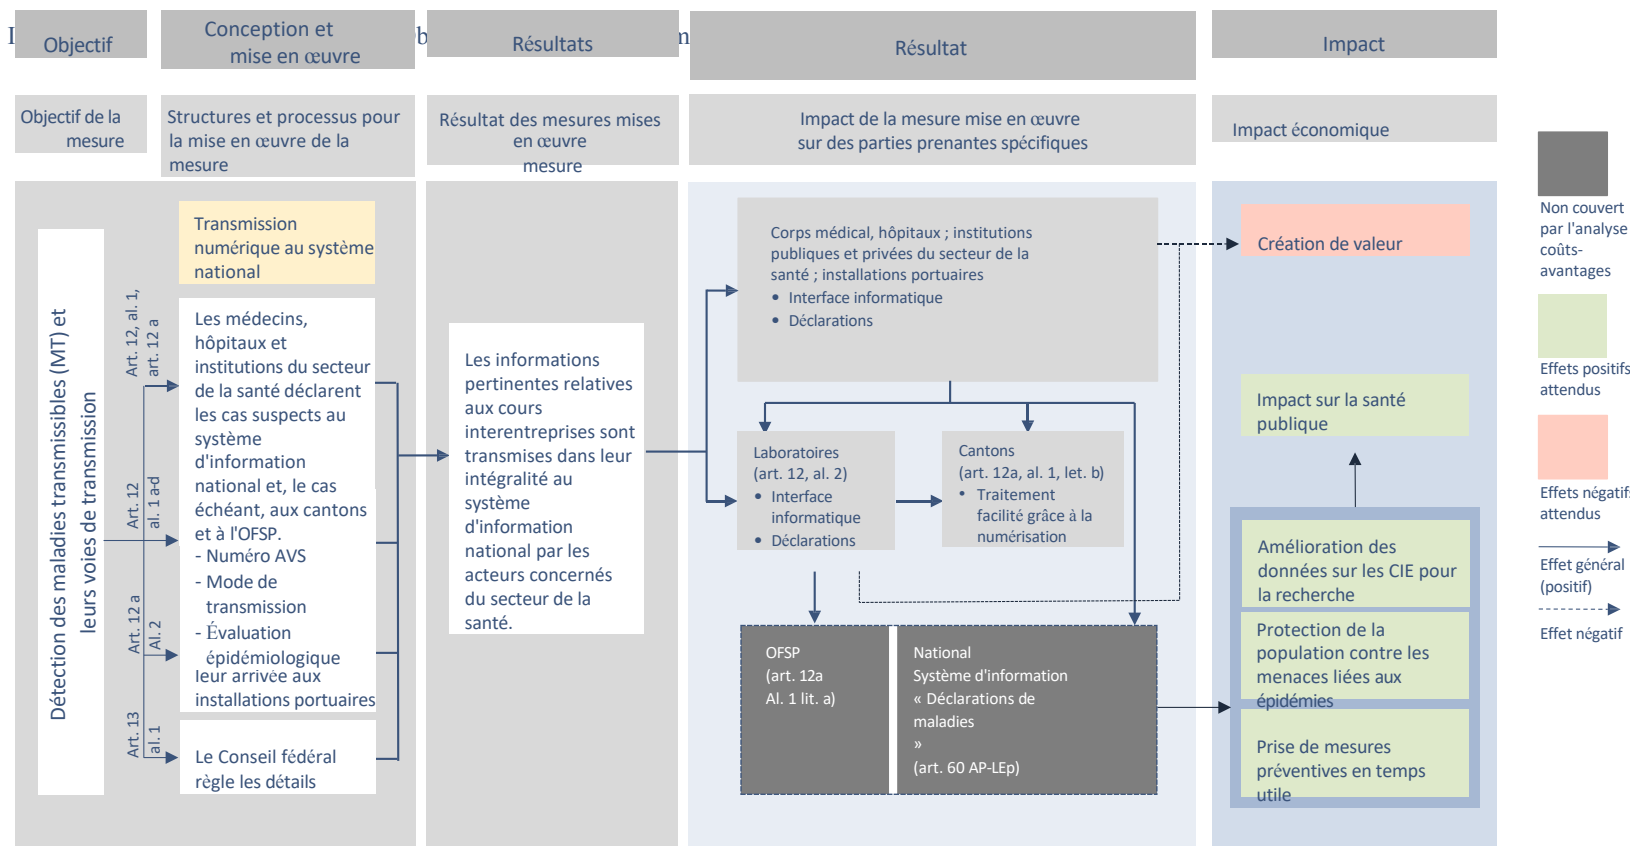 Objectif
Conception et
mise en œuvre
Résultats
Résultat
Impact
Objectif de la
mesure
Structures et processus pour
la mise en œuvre de la
mesure
Résultat des mesures mises
en œuvre
mesure
Impact de la mesure mise en œuvre
sur des parties prenantes spécifiques
Impact économique
Détection des maladies transmissibles (MT) et
leurs voies de transmission
Art. 12, al. 1,
art. 12 a
Art. 12
al. 1 a-d
Art. 12 a
Al. 2
Art. 13
al. 1
Transmission
numérique au système
national
Les médecins,
hôpitaux et
institutions du secteur
de la santé déclarent
les cas suspects au
système
d'information
national et, le cas
échéant, aux cantons
et à l'OFSP.
- Numéro AVS
- Mode de
transmission
- Évaluation
épidémiologique
leur arrivée aux
installations portuaires
Le Conseil fédéral
règle les détails
Les informations
pertinentes relatives
aux cours
interentreprises sont
transmises dans leur
intégralité au
système
d'information
national par les
acteurs concernés
du secteur de la
santé.
Corps médical, hôpitaux ; institutions
publiques et privées du secteur de la
santé ; installations portuaires
• Interface informatique
• Déclarations
Laboratoires
(art. 12, al. 2)
• Interface
informatique
• Déclarations
Cantons
(art. 12a, al. 1, let. b)
• Traitement
facilité grâce à la
numérisation
OFSP
(art. 12a
Al. 1 lit. a)
National
Système d'information
« Déclarations de
maladies
»
(art. 60 AP-LEp)
Création de valeur
Impact sur la santé
publique
Amélioration des
données sur les CIE pour
la recherche
Protection de la
population contre les
menaces liées aux
épidémies
Prise de mesures
préventives en temps
utile
Non couvert
par l'analyse
coûts-
avantages
Effets positifs
attendus
Effets négatifs
attendus
Effet général
(positif)
Effet négatif